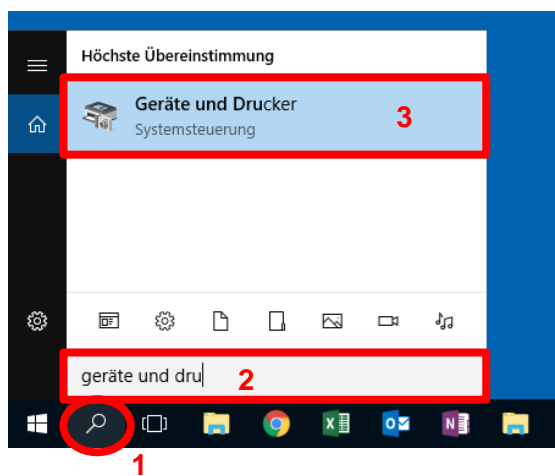 Höchste Übereinstimmung
Geräte und Drucker
Systemsteuerung
3
geräte und dru
2
1